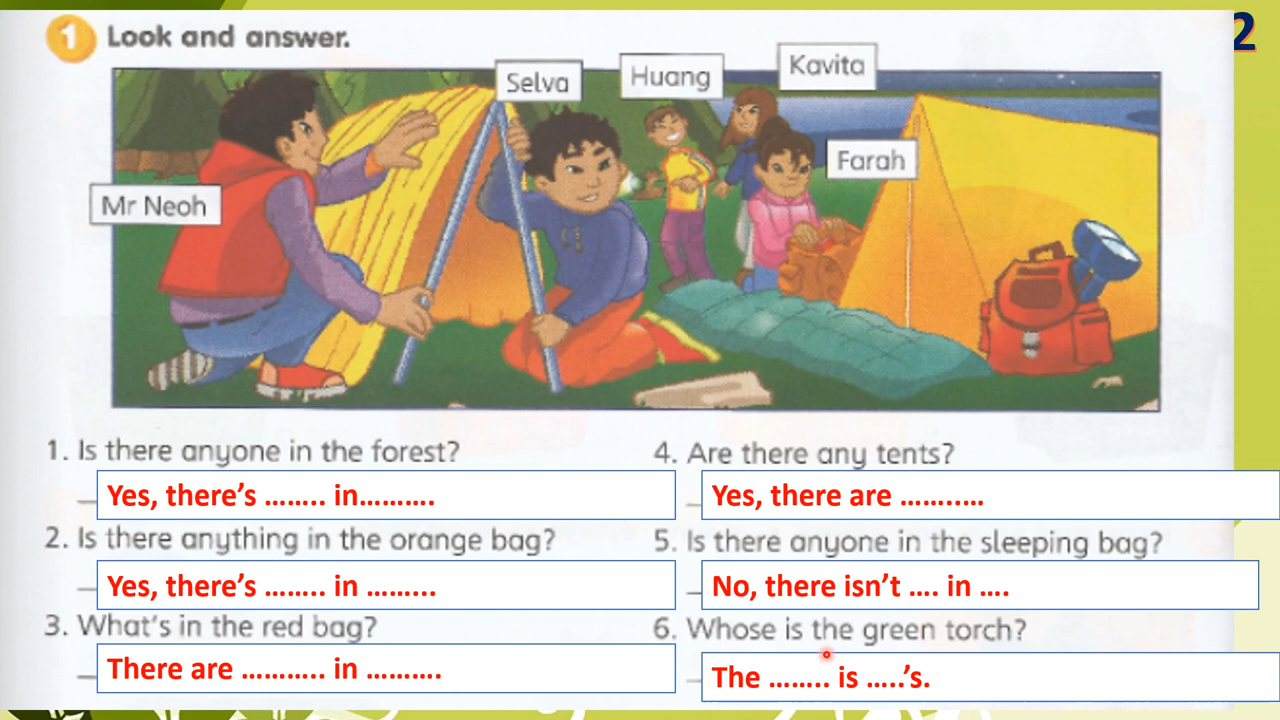 2
1 Look and answer.
Selva
Huang
Kavita
Farah
Mr Neoh
1. Is there anyone in the forest?
Yes, there’s …….. in……….
2. Is there anything in the orange bag?
Yes, there’s …….. in ……...
3. What's in the red bag?
There are ……….. in ……….
4. Are there any tents?
Yes, there are ……..…
5. Is there anyone in the sleeping bag?
No, there isn’t …. in ….
6. Whose is the green torch?
The …….. is …..’s.